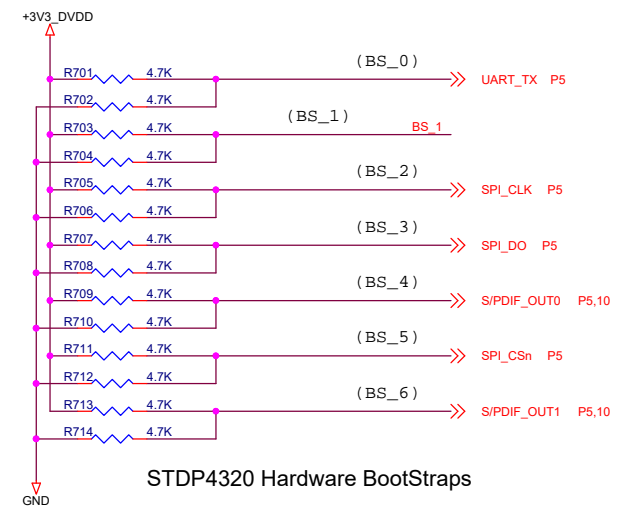 +3V3_DVDD
(BS_0)
R701 4.7K
UART_TX P5
R702 4.7K
(BS_1)
R703 4.7K
BS_1
R704 4.7K
(BS_2)
R705 4.7K
SPI_CLK P5
R706 4.7K
(BS_3)
R707 4.7K
SPI_DO P5
R708 4.7K
(BS_4)
R709 4.7K
S/PDIF_OUT0 P5,10
R710 4.7K
(BS_5)
R711 4.7K
SPI_CSn P5
R712 4.7K
(BS_6)
R713 4.7K
S/PDIF_OUT1 P5,10
R714 4.7K
STDP4320 Hardware BootStraps
GND